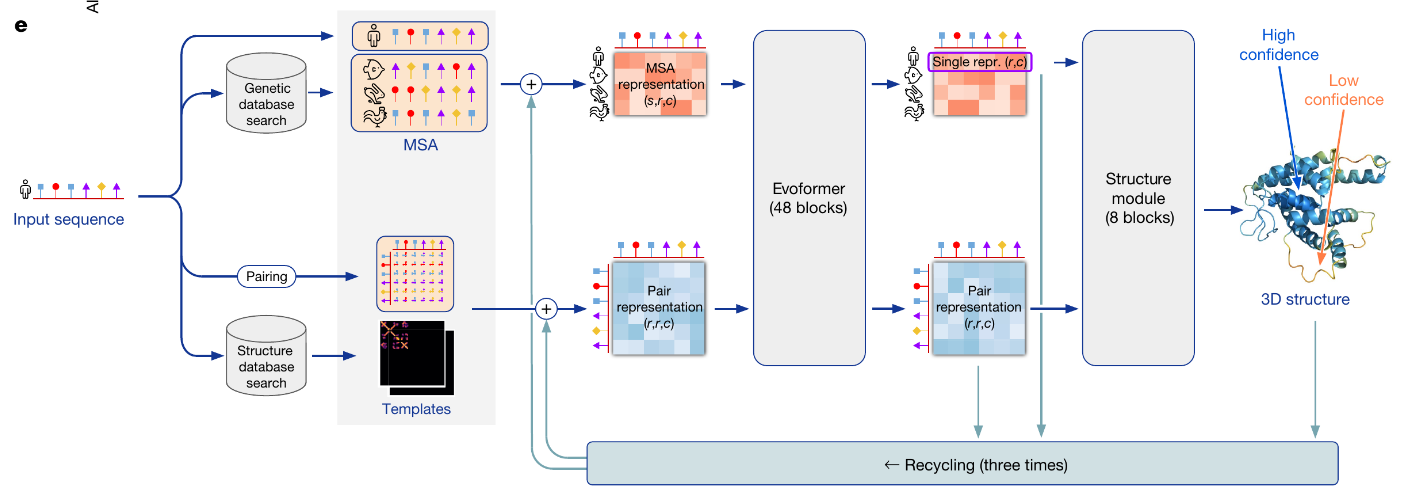 e
Al
Input sequence
Genetic
database
search
MSA
Pairing
Structure
database
search
Templates
+
+
MSA
representation
(s,r,c)
Pair
representation
(r,r,c)
Evoformer
(48 blocks)
Single repr. (r,c)
Pair
representation
(r,r,c)
Structure
module
(8 blocks)
High
confidence
Low
confidence
3D structure
← Recycling (three times)